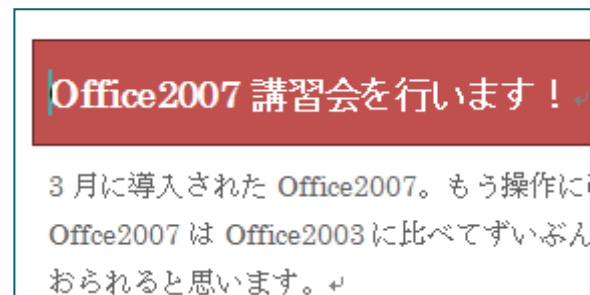 Office2007 講習会を行います！
3 月に導入された Office2007。もう操作に
Offce2007 は Office2003 に比べてずいぶん
おられると思います。